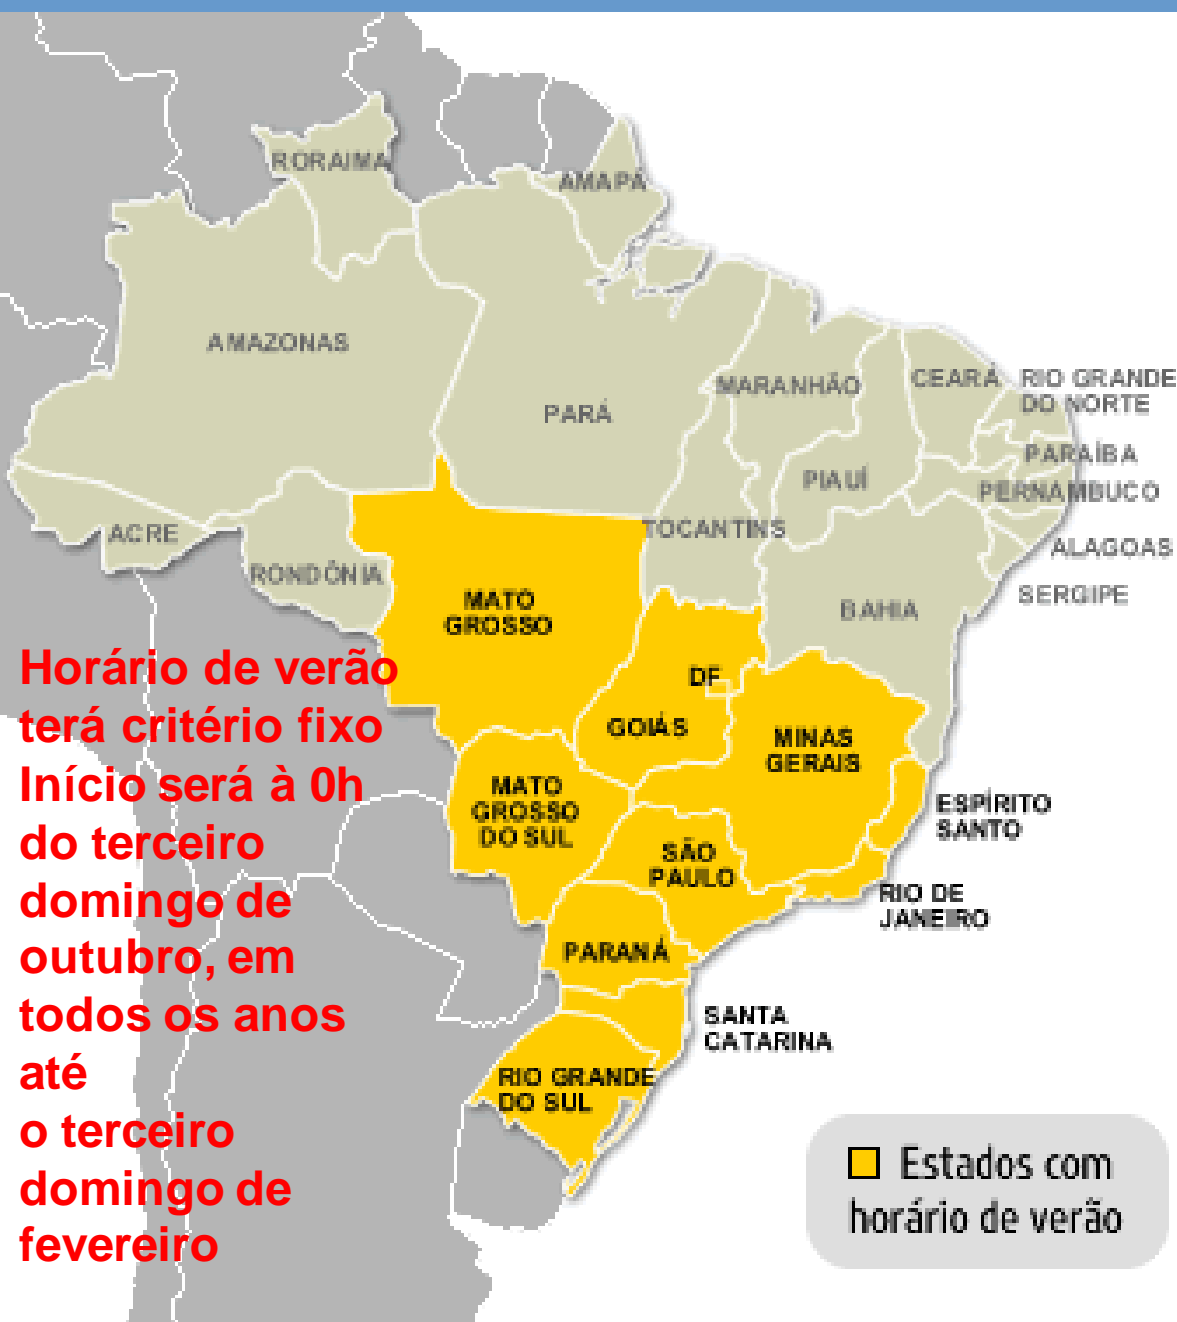 RORAIMA
AMAPÁ
AMAZONAS
PARÁ
MARANHÃO
CEARÁ
RIO GRANDE
DO NORTE
PARAÍBA
PIAUÍ
PERNAMBUCO
ACRE
TOCANTINS
ALAGOAS
RONDÔNIA
SERGIPE
BAHIA
MATO
GROSSO
DF
GOIÁS
MINAS
GERAIS
MATO
GROSSO
DO SUL
ESPÍRITO
SANTO
SÃO
PAULO
RIO DE
JANEIRO
PARANÁ
SANTA
CATARINA
RIO GRANDE
DO SUL
Horário de verão
terá critério fixo
Início será à 0h
do terceiro
domingo de
outubro, em
todos os anos
até
o terceiro
domingo de
fevereiro
Estados com
horário de verão